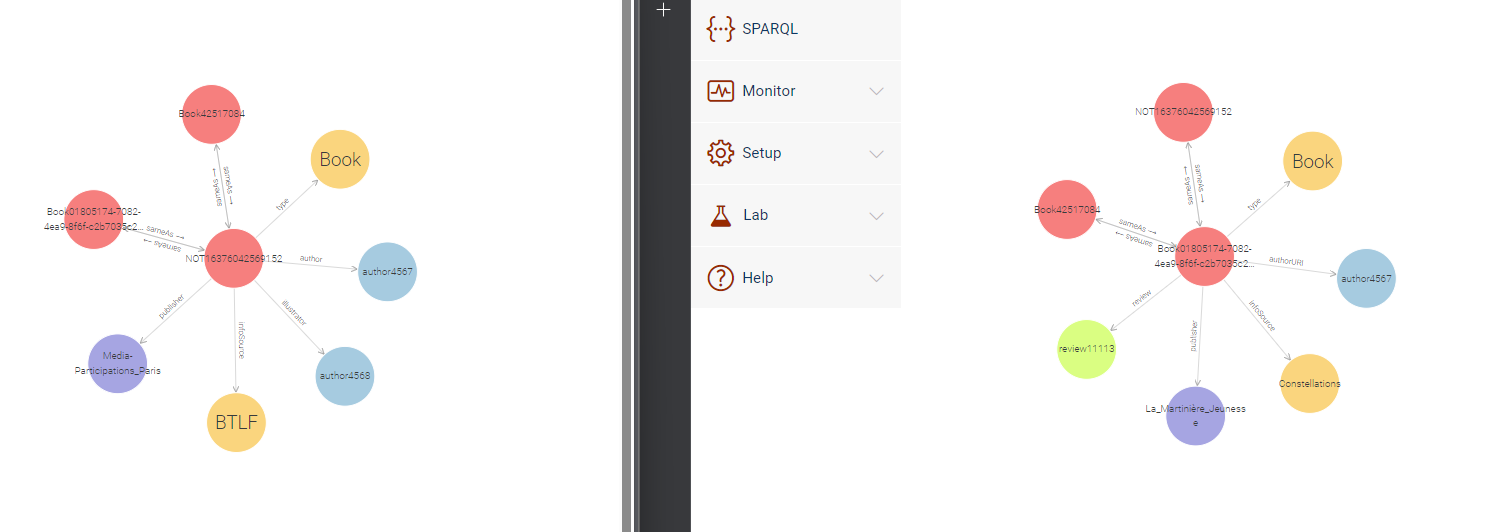 Book42517084
Book
sameAs →
← sameAs
type
Book01805174-7082-
4ea9-8f6f-c2b7035c2...
sameAs →
← sameAs
NOT16376042569152
author
author4567
publisher
infoSource
illustrator
Media-
Participations_Paris
author4568
BTLF
SPARQL
Monitor
Setup
Lab
Help
NOT16376042569152
Book
sameAs →
← sameAs
type
Book42517084
sameAs →
← sameAs
Book01805174-7082-
4ea9-8f6f-c2b7035c2...
authorURI
author4567
review
publisher
infoSource
review11113
Constellations
La_Martinière_Jeuness
e